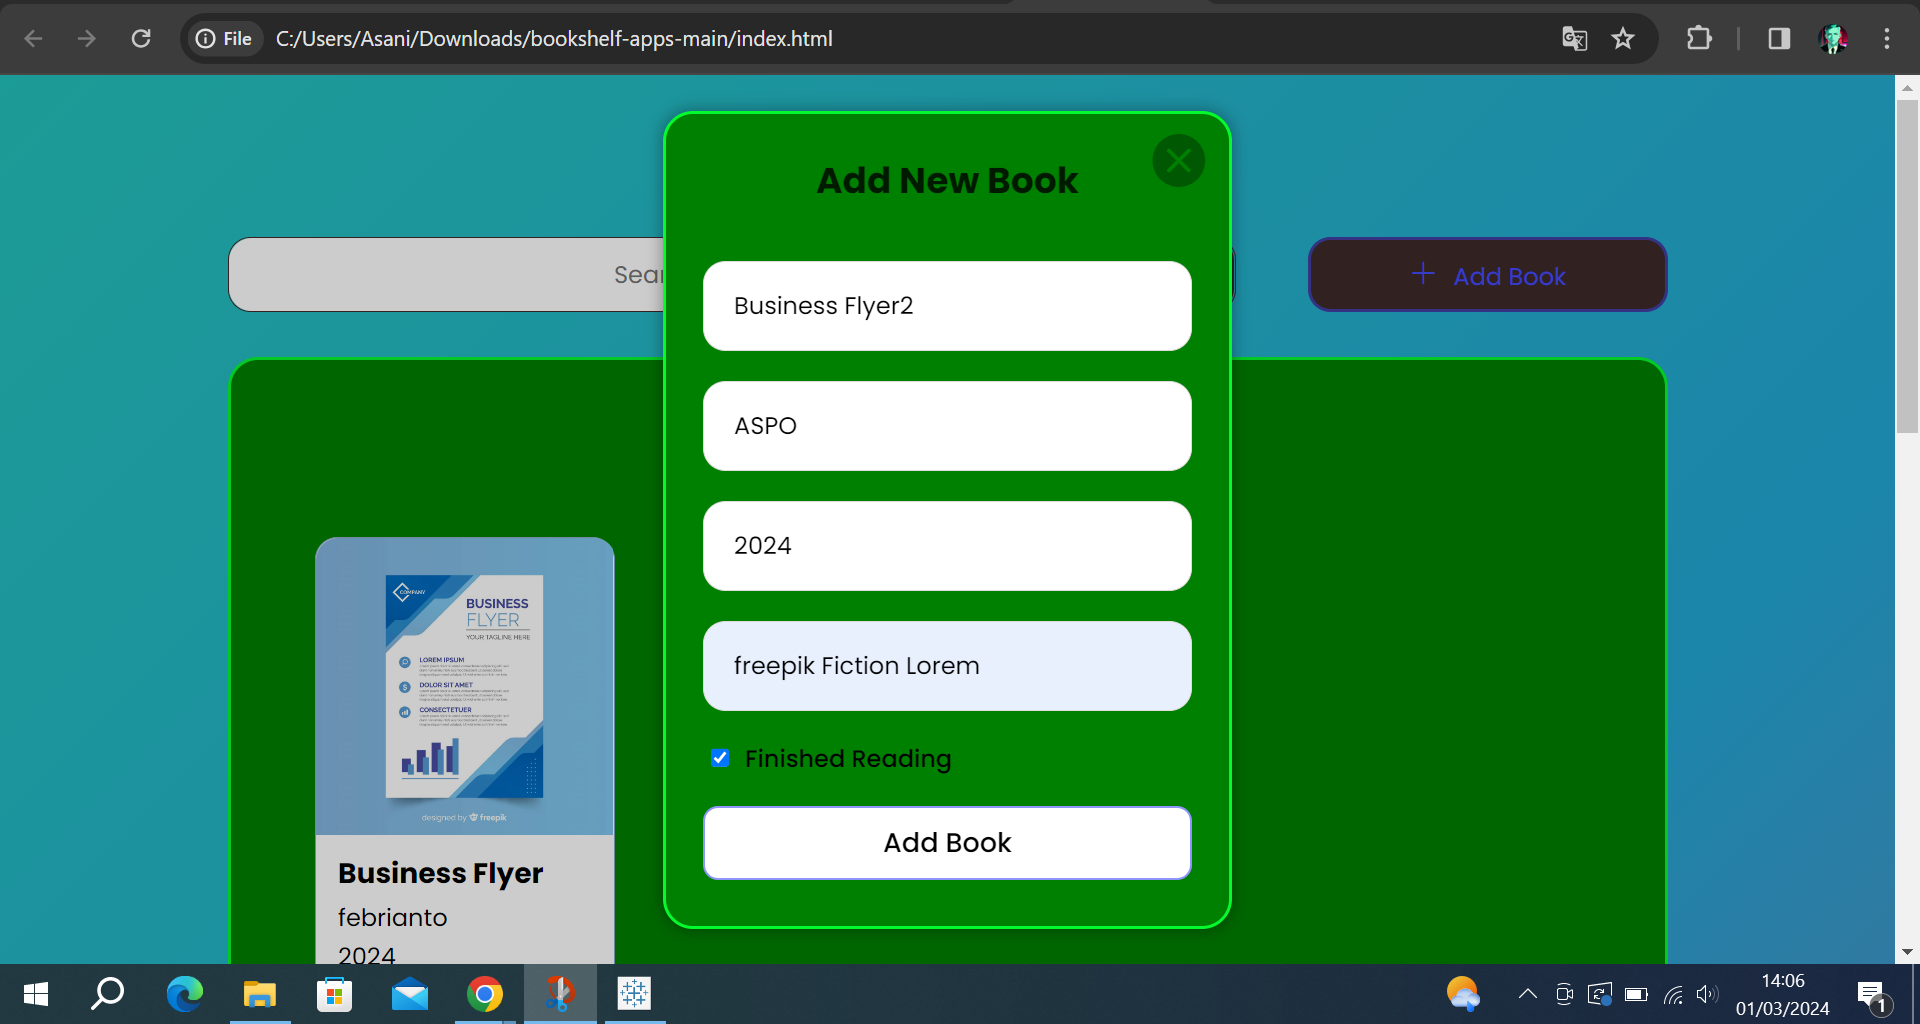 File
C:/Users/Asani/Downloads/bookshelf-apps-main/index.html
Add New Book
Sear
Add Book
Business Flyer2
ASPO
2024
freepik Fiction Lorem
Finished Reading
Add Book
COMPANY
BUSINESS
FLYER
YOUR TAGLINE HERE
LOREM IPSUM
DOLOR SIT AMET
CONSECTETUER
designed by freepik
Business Flyer
febrianto
2024
14:06
01/03/2024
1